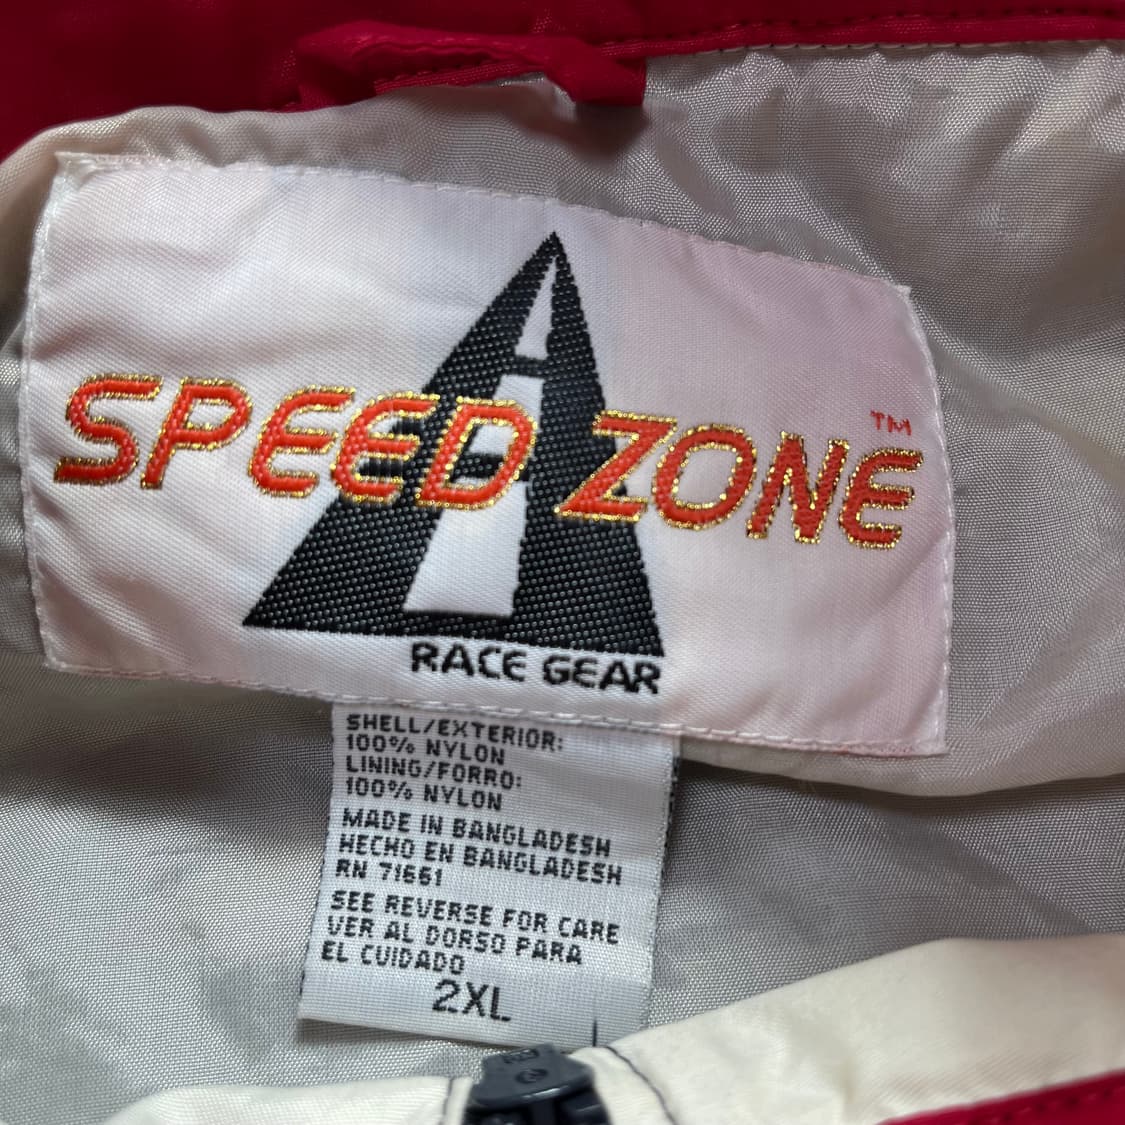 SPEED ZONE™
RACE GEAR
SHELL/EXTERIOR:
100% NYLON
LINING/FORRO:
100% NYLON
MADE IN BANGLADESH
HECHO EN BANGLADESH
RN 71661
SEE REVERSE FOR CARE
VER AL DORSO PARA
EL CUIDADO
2XL